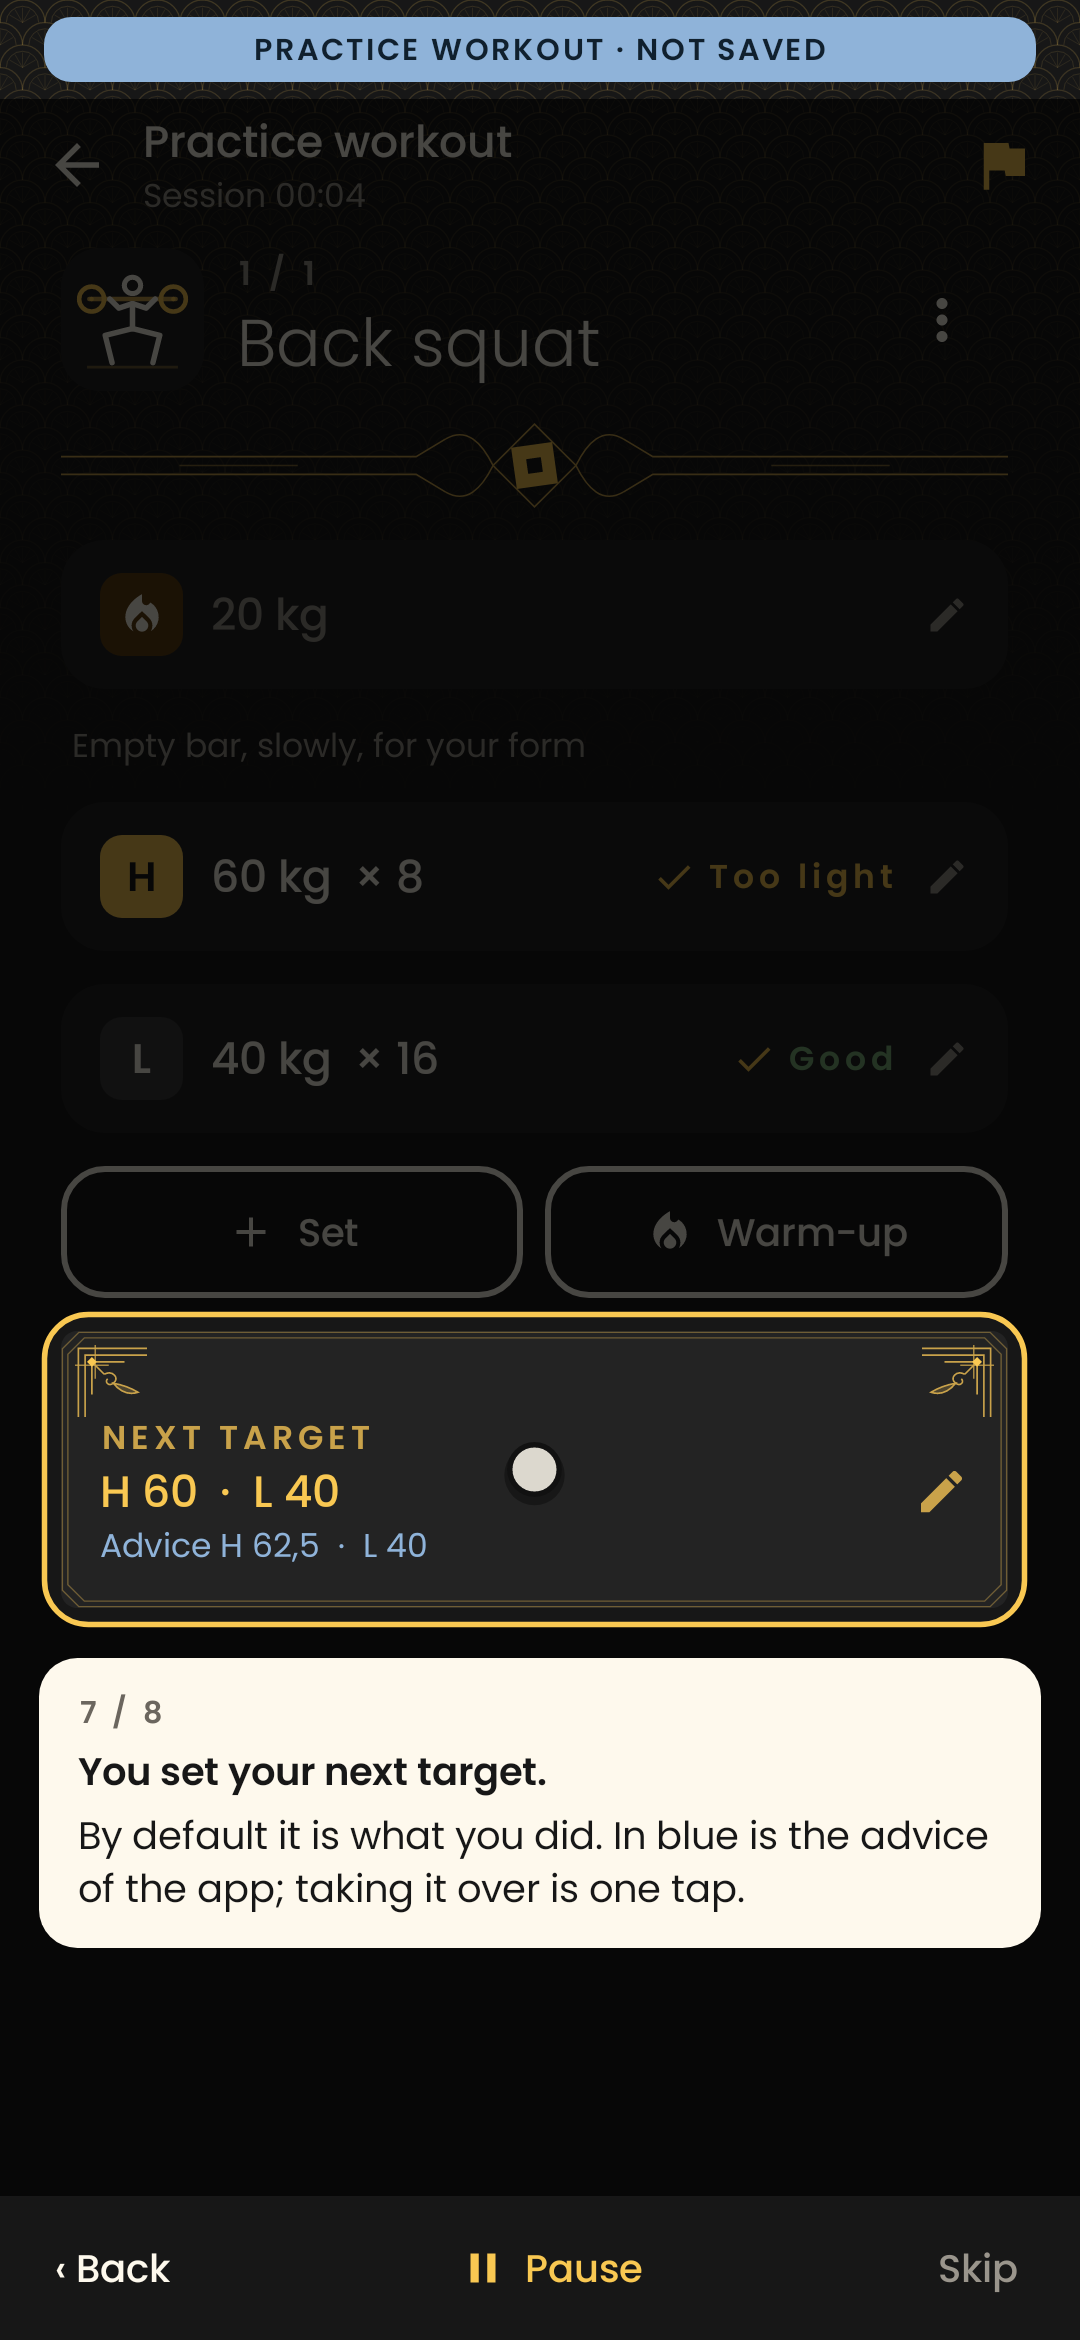 PRACTICE WORKOUT · NOT SAVED
Practice workout
Session 00:04
1 / 1
Back squat
20 kg
Empty bar, slowly, for your form
H 60 kg × 8 Too light
L 40 kg × 16 Good
+ Set Warm-up
NEXT TARGET
H 60 · L 40
Advice H 62,5 · L 40
7 / 8
You set your next target.
By default it is what you did. In blue is the advice
of the app; taking it over is one tap.
‹ Back Pause Skip